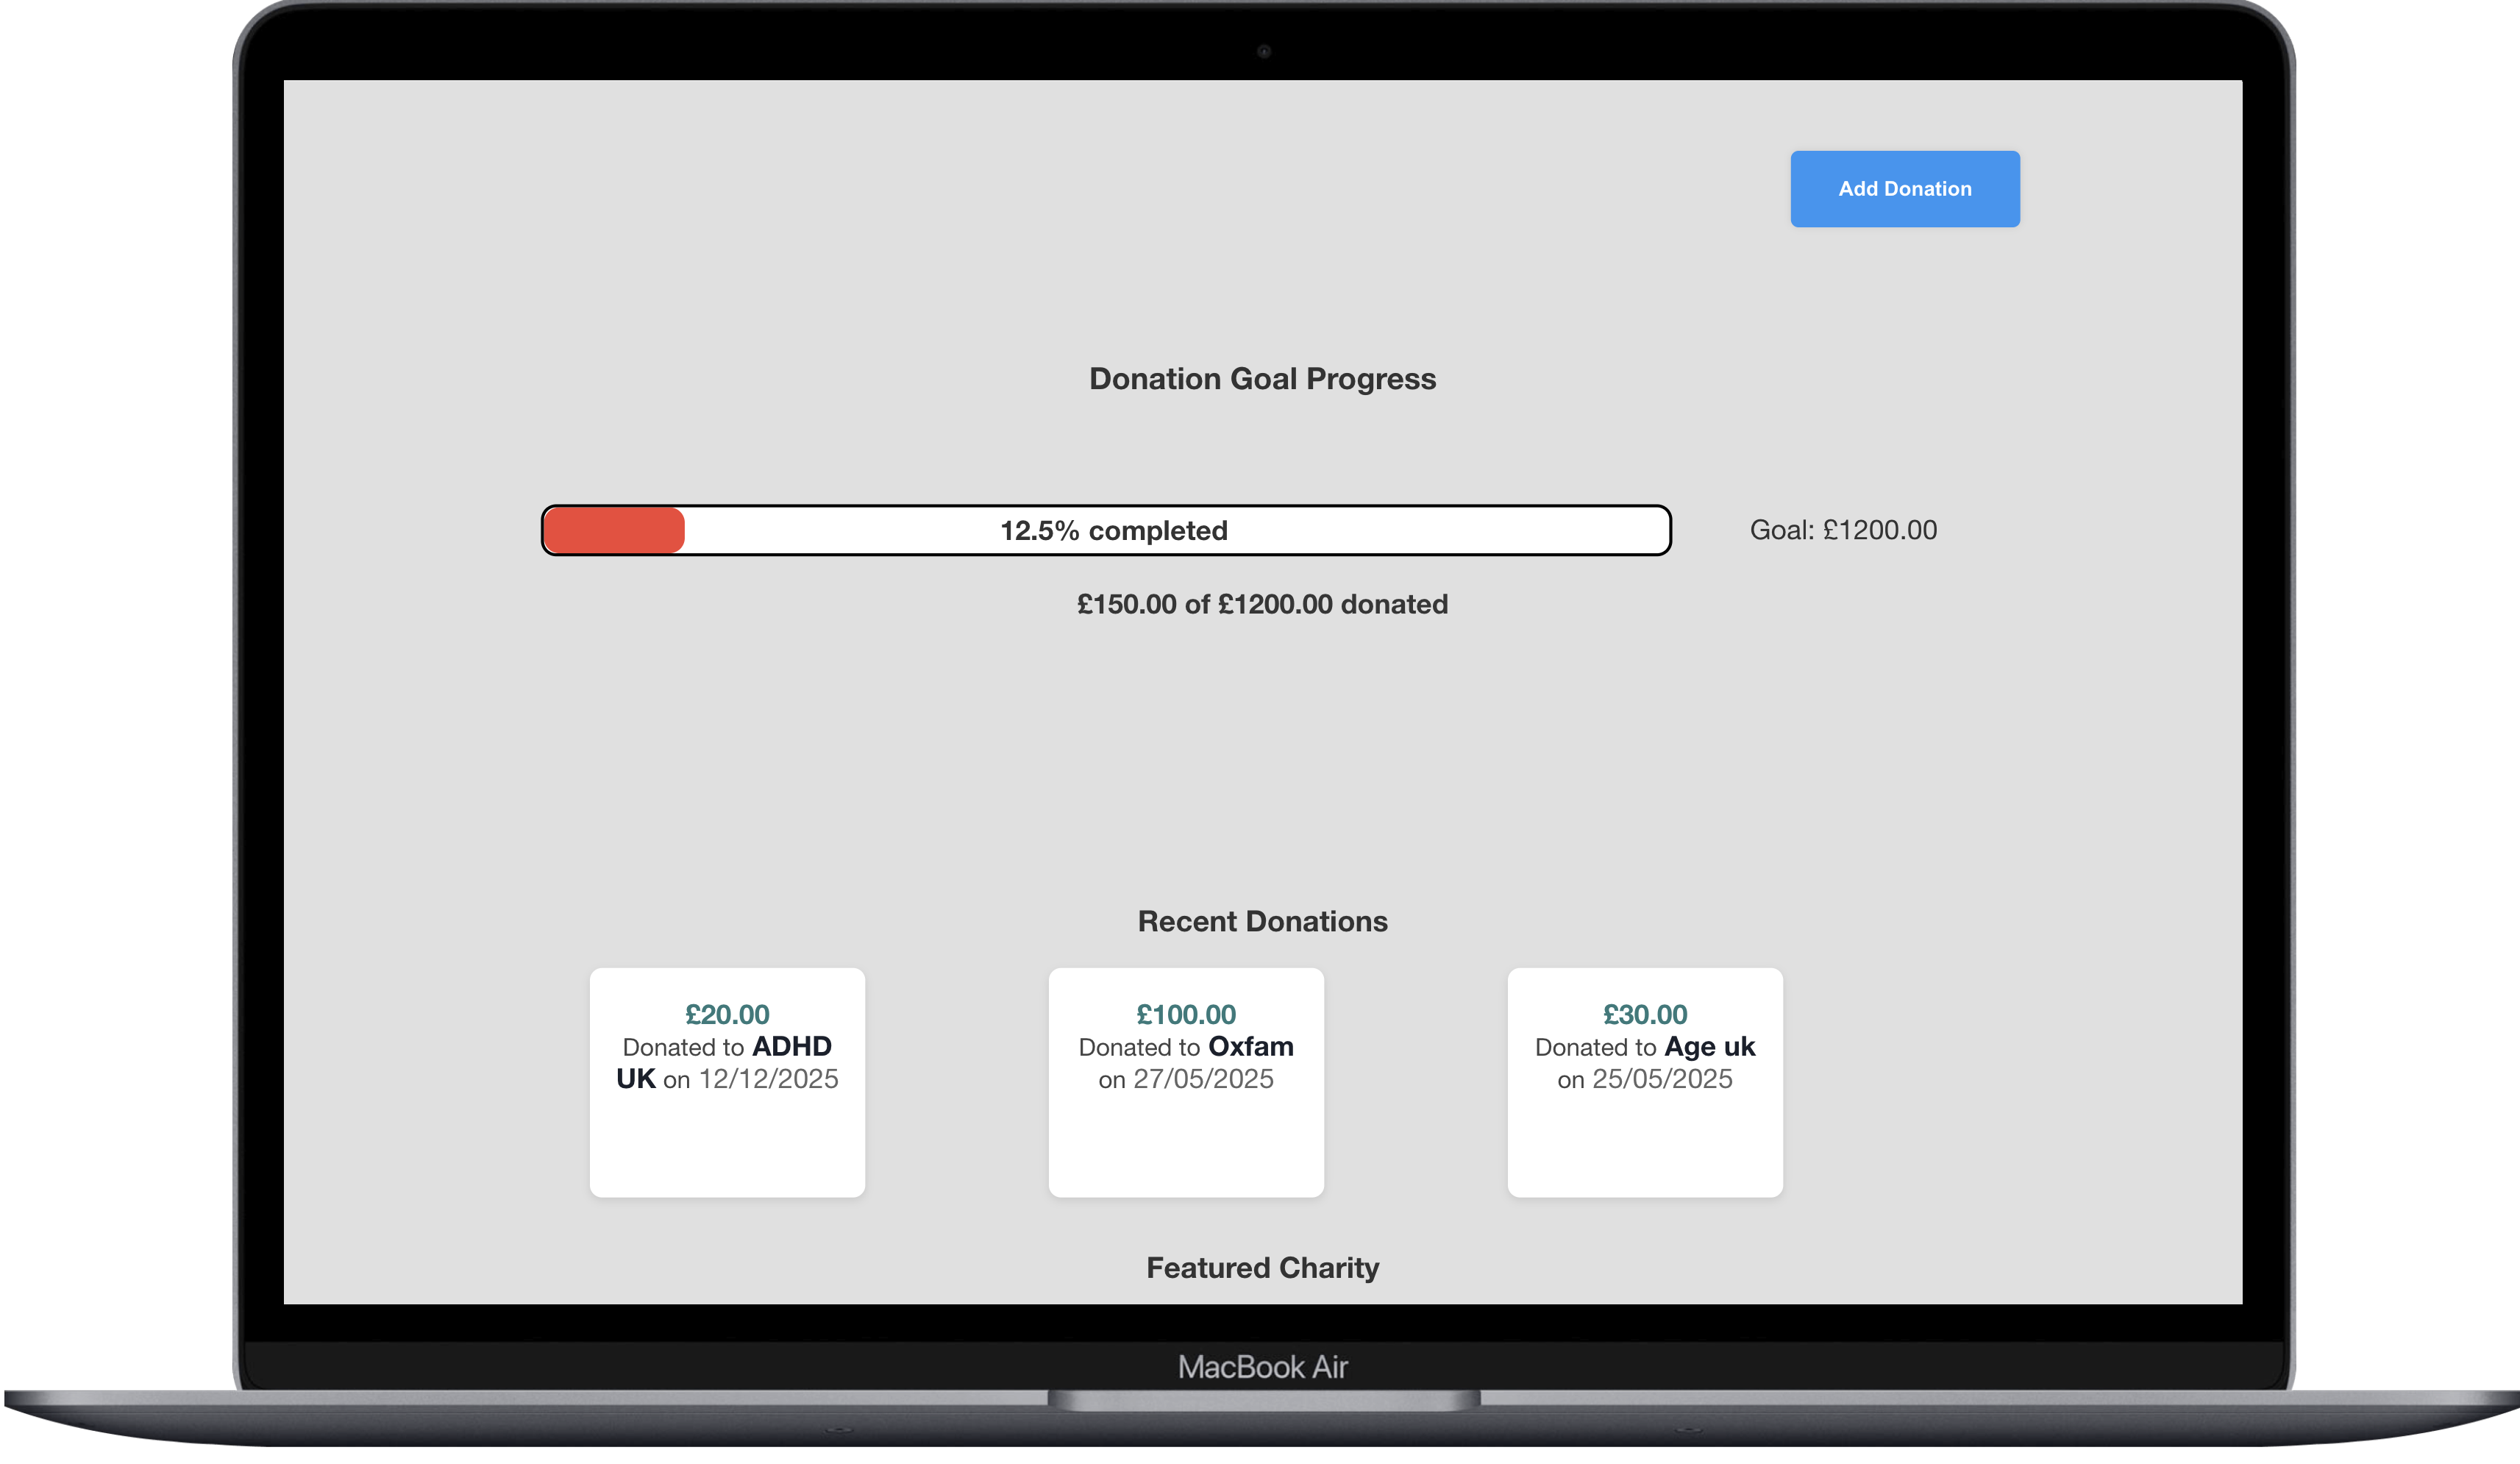 Add Donation
Donation Goal Progress
12.5% completed
Goal: £1200.00
£150.00 of £1200.00 donated
Recent Donations
£20.00
Donated to ADHD
UK on 12/12/2025
£100.00
Donated to Oxfam
on 27/05/2025
£30.00
Donated to Age uk
on 25/05/2025
Featured Charity
MacBook Air